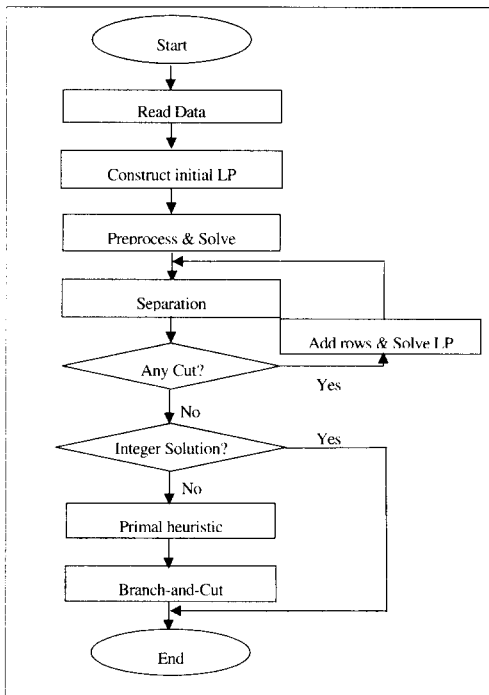 Start
Read Data
Construct initial LP
Preprocess & Solve
Separation
Add rows & Solve LP
Any Cut?
Yes
No
Integer Solution?
Yes
No
Primal heuristic
Branch-and-Cut
End